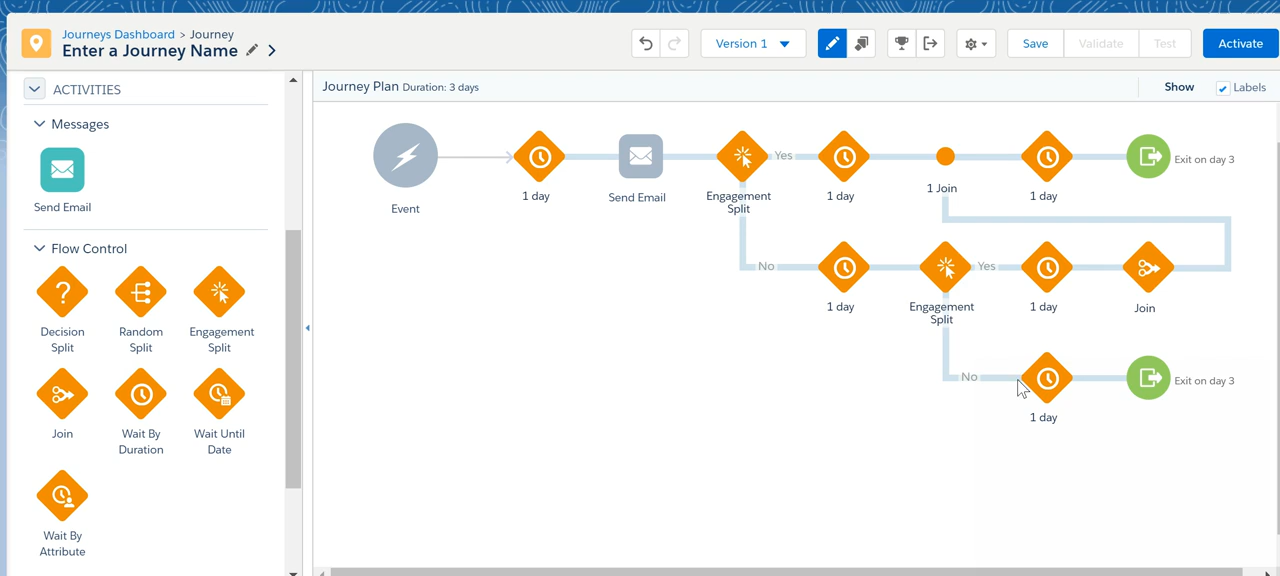 Journeys Dashboard > Journey
Enter a Journey Name
Version 1
Save
Validate
Test
Activate
ACTIVITIES
Messages
Send Email
Flow Control
Decision
Split
Random
Split
Engagement
Split
Join
Wait By
Duration
Wait Until
Date
Wait By
Attribute
Journey Plan Duration: 3 days
Show
Labels
Event
1 day
Send Email
Engagement
Split
Yes
1 day
1 Join
1 day
Exit on day 3
No
1 day
Engagement
Split
Yes
1 day
Join
No
1 day
Exit on day 3